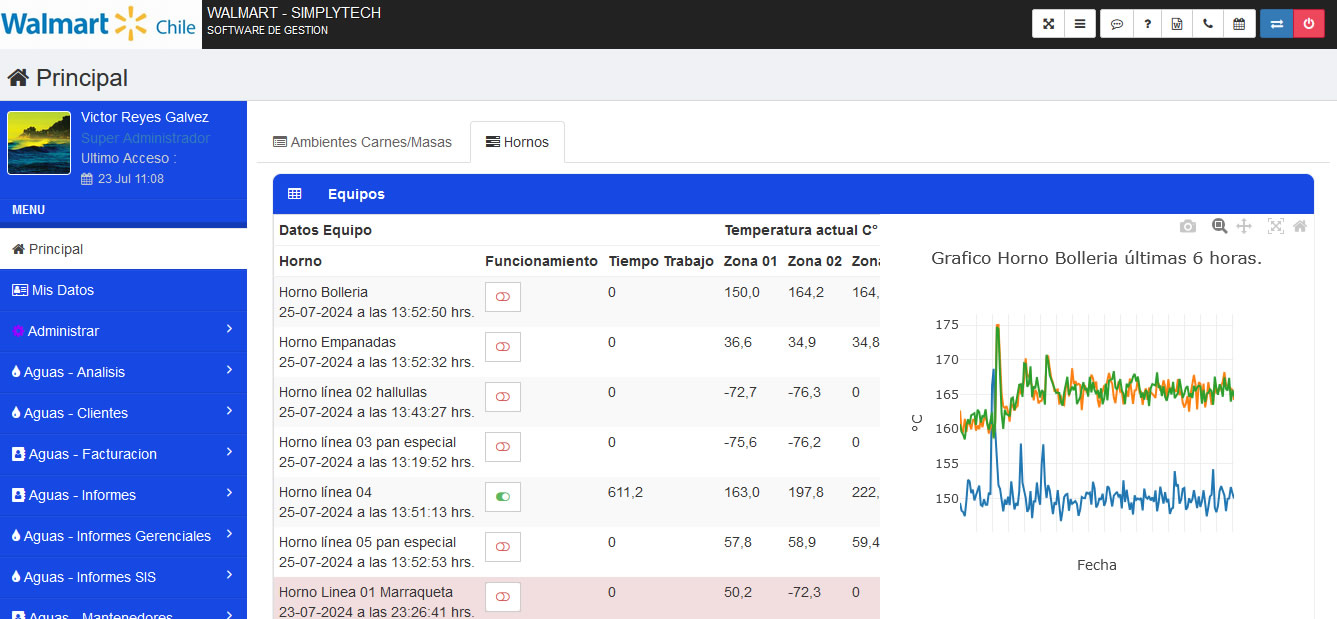 Walmart Chile
WALMART - SIMPLYTECH
SOFTWARE DE GESTION
?
W
Principal
Victor Reyes Galvez
Super Administrador
Ultimo Acceso :
23 Jul 11:08
MENU
Principal
Mis Datos
Administrar
Aguas - Analisis
Aguas - Clientes
Aguas - Facturacion
Aguas - Informes
Aguas - Informes Gerenciales
Aguas - Informes SIS
Aguas - Mantenedores
Ambientes Carnes/Masas
Hornos
Equipos
Datos Equipo Temperatura actual C°
Horno Funcionamiento Tiempo Trabajo Zona 01 Zona 02 Zona
Horno Bolleria 0 150,0 164,2 164,
25-07-2024 a las 13:52:50 hrs.
Horno Empanadas 0 36,6 34,9 34,8
25-07-2024 a las 13:52:32 hrs.
Horno línea 02 hallullas 0 -72,7 -76,3 0
25-07-2024 a las 13:43:27 hrs.
Horno línea 03 pan especial 0 -75,6 -76,2 0
25-07-2024 a las 13:19:52 hrs.
Horno línea 04 611,2 163,0 197,8 222,
25-07-2024 a las 13:51:13 hrs.
Horno línea 05 pan especial 0 57,8 58,9 59,4
25-07-2024 a las 13:52:53 hrs.
Horno Linea 01 Marraqueta 0 50,2 -72,3 0
23-07-2024 a las 23:26:41 hrs.
Grafico Horno Bolleria últimas 6 horas.
175
170
165
160
155
150
°C
Fecha